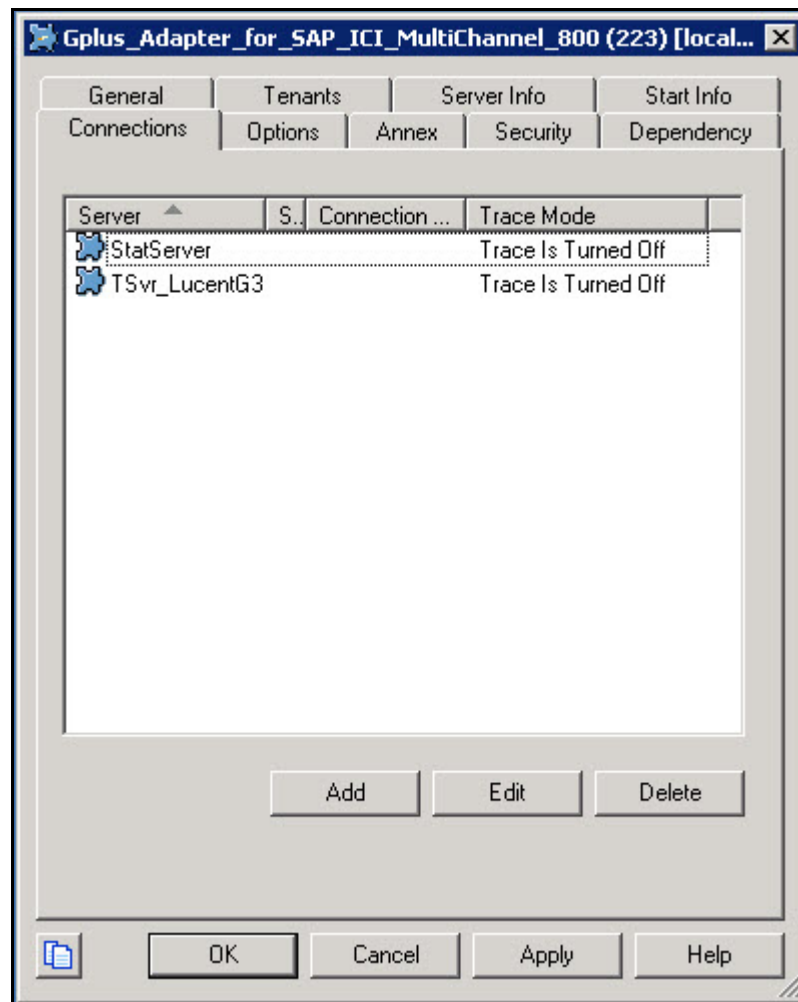 Gplus_Adapter_for_SAP_ICI_MultiChannel_800 (223) [local...
General Tenants Server Info Start Info
Connections Options Annex Security Dependency
Server S.. Connection ... Trace Mode
StatServer Trace Is Turned Off
TSvr_LucentG3 Trace Is Turned Off
Add Edit Delete
OK Cancel Apply Help